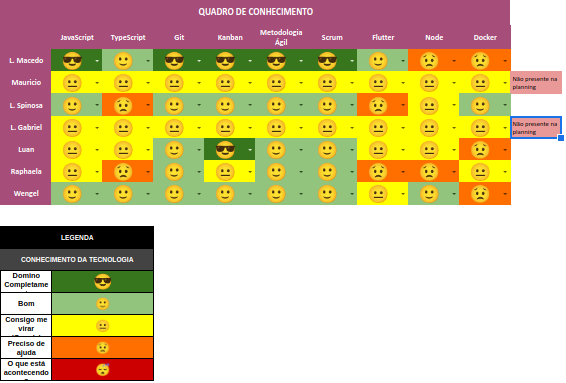 QUADRO DE CONHECIMENTO
JavaScript TypeScript Git Kanban Metodologia Ágil Scrum Flutter Node Docker
L. Macedo
Mauricio
Não presente na
planning
L. Spinosa
L. Gabriel
Não presente na
planning
Luan
Raphaela
Wengel
LEGENDA
CONHECIMENTO DA TECNOLOGIA
Domino
Completame
Bom
Consigo me
virar
Preciso de
ajuda
O que está
acontecendo